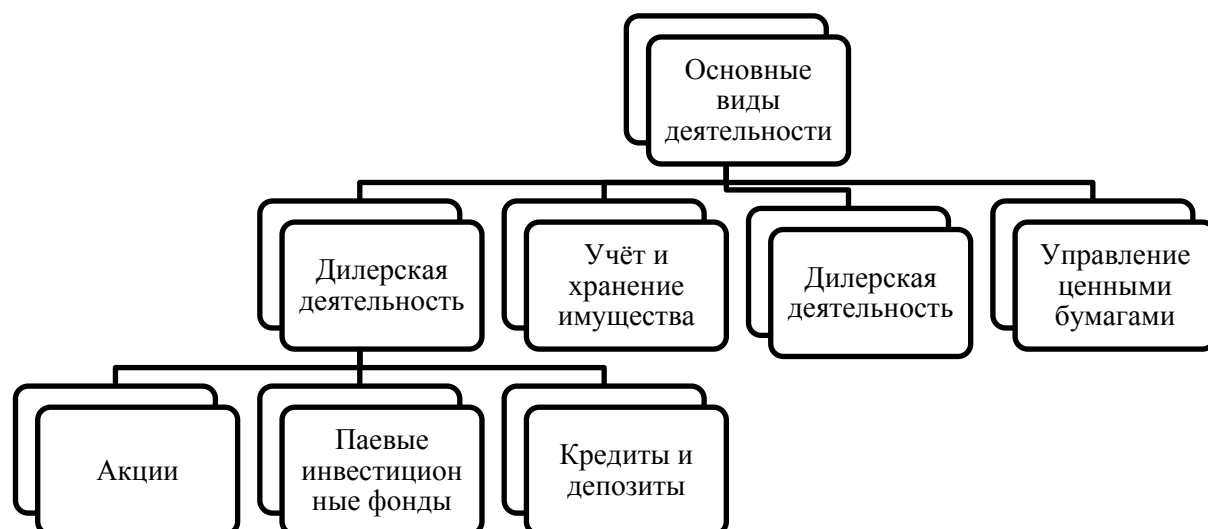 Основные
виды
деятельности
Дилерская
деятельность
Учёт и
хранение
имущества
Дилерская
деятельность
Управление
ценными
бумагами
Акции
Паевые
инвестицион
ные фонды
Кредиты и
депозиты